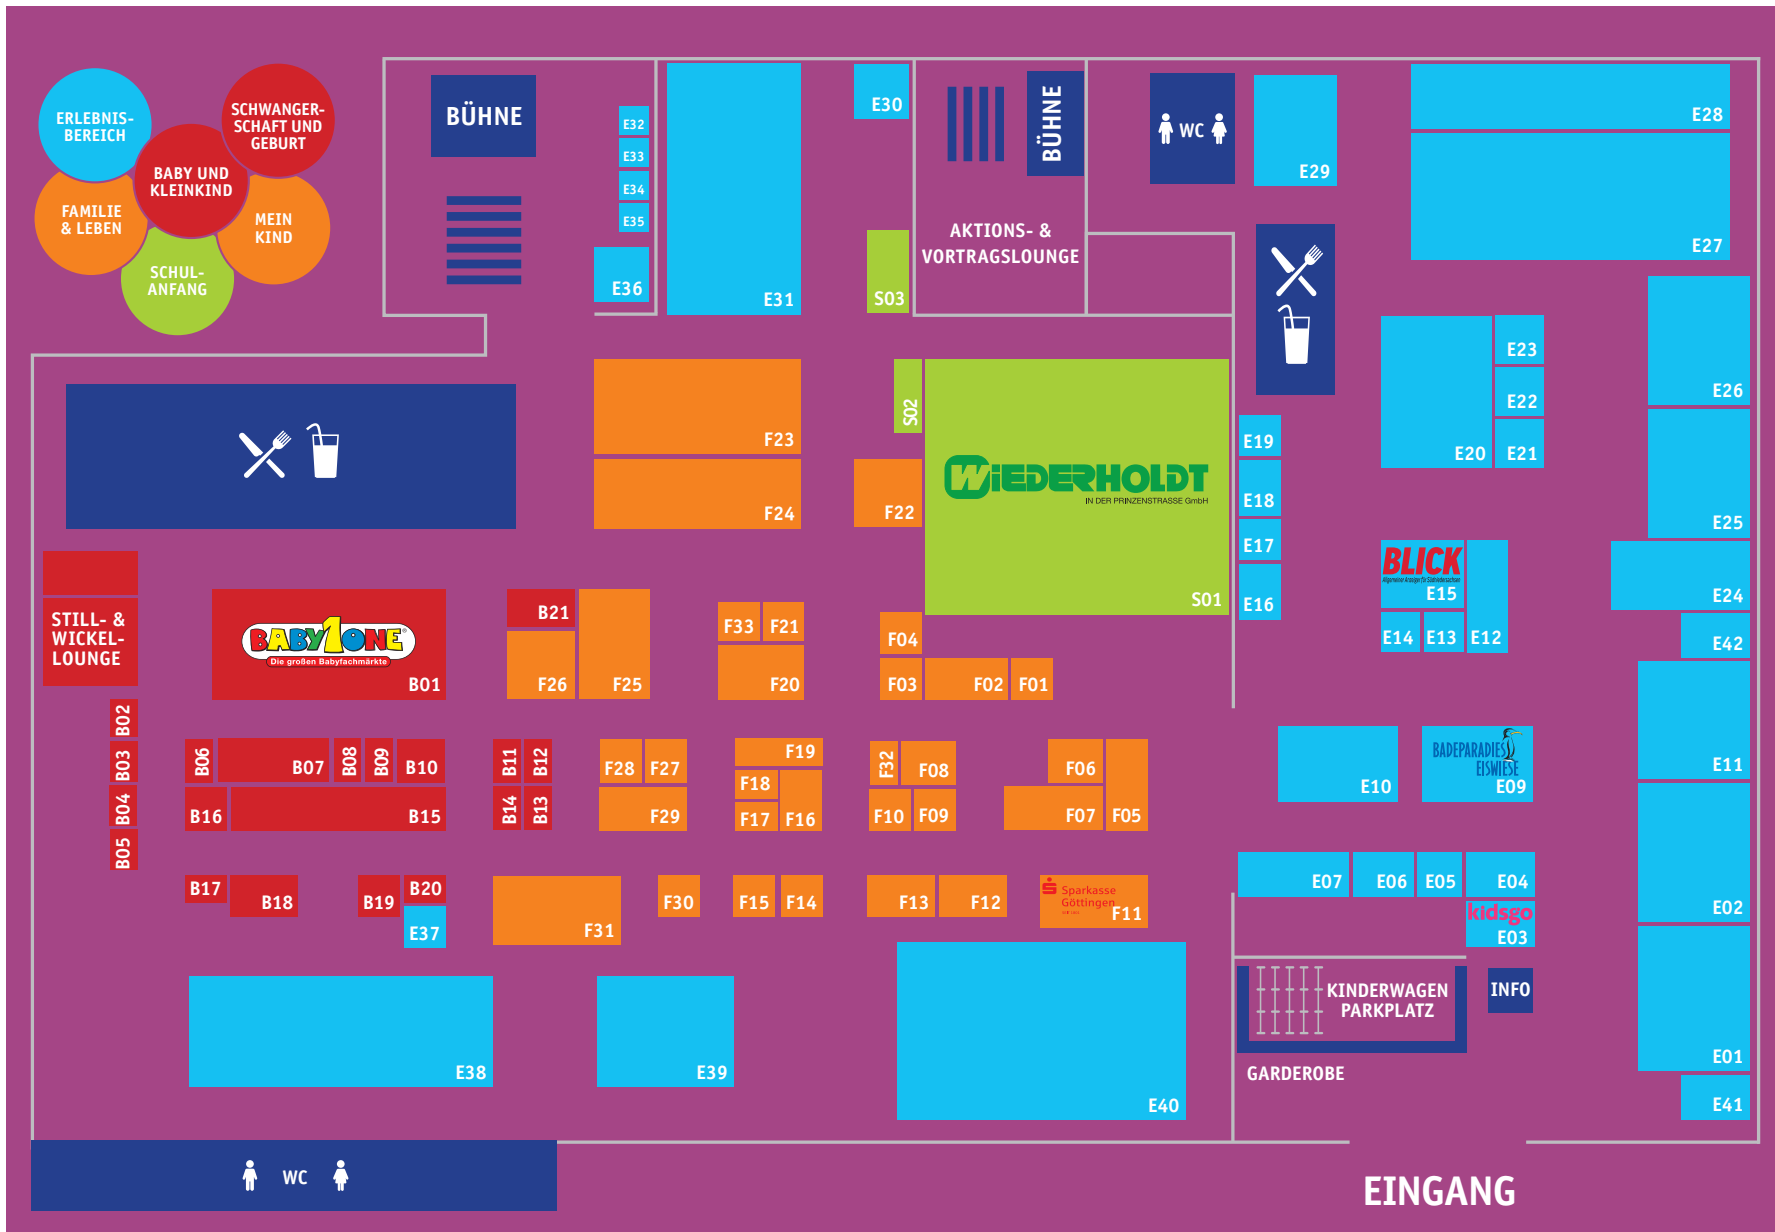 ERLEBNIS-
BEREICH
SCHWANGER-
SCHAFT UND
GEBURT
BABY UND
KLEINKIND
FAMILIE
& LEBEN
MEIN
KIND
SCHUL-
ANFANG
BÜHNE
E32
E33
E34
E35
E36
E31
E30
S03
BÜHNE
AKTIONS- &
VORTRAGSLOUNGE
WC
E29
E28
E27
E26
E25
E24
E42
E23
E22
E21
E20
E19
E18
E17
E16
F23
F24
S02
F22
WIEDERHOLDT
IN DER PRINZENSTRASSE GmbH
S01
BLICK
Allgemeiner Anzeiger für Südniedersachsen
E15
E14
E13
E12
STILL- &
WICKEL-
LOUNGE
BABY1ONE
Die großen Babyfachmärkte
B01
B21
F26
F25
F33
F21
F20
F04
F03
F02
F01
B02
B03
B04
B05
B06
B07
B08
B09
B10
B16
B15
B11
B12
B14
B13
F28
F27
F29
F19
F18
F17
F16
F32
F08
F10
F09
F06
F07
F05
E10
BADEPARADIES
EISWIESE
E09
E11
E02
E01
E41
B17
B18
B19
B20
E37
F31
F30
F15
F14
F13
F12
Sparkasse
Göttingen
F11
E07
E06
E05
E04
kidsgo
E03
E38
E39
E40
KINDERWAGEN
PARKPLATZ
INFO
GARDEROBE
WC
EINGANG